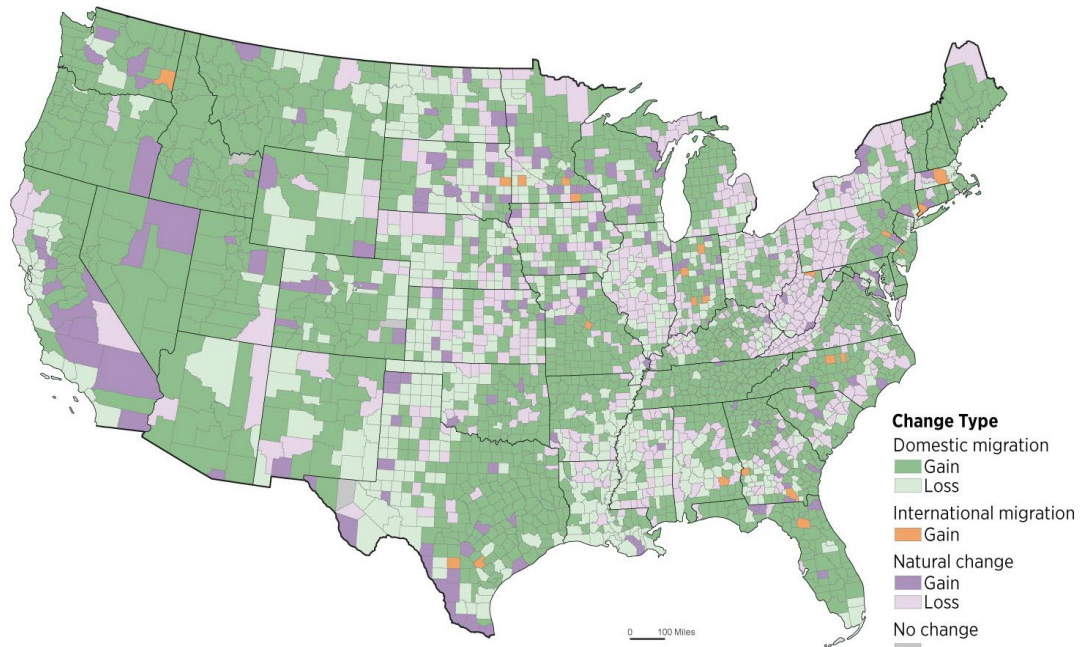 0 100 Miles
Change Type
Domestic migration
Gain
Loss
International migration
Gain
Natural change
Gain
Loss
No change